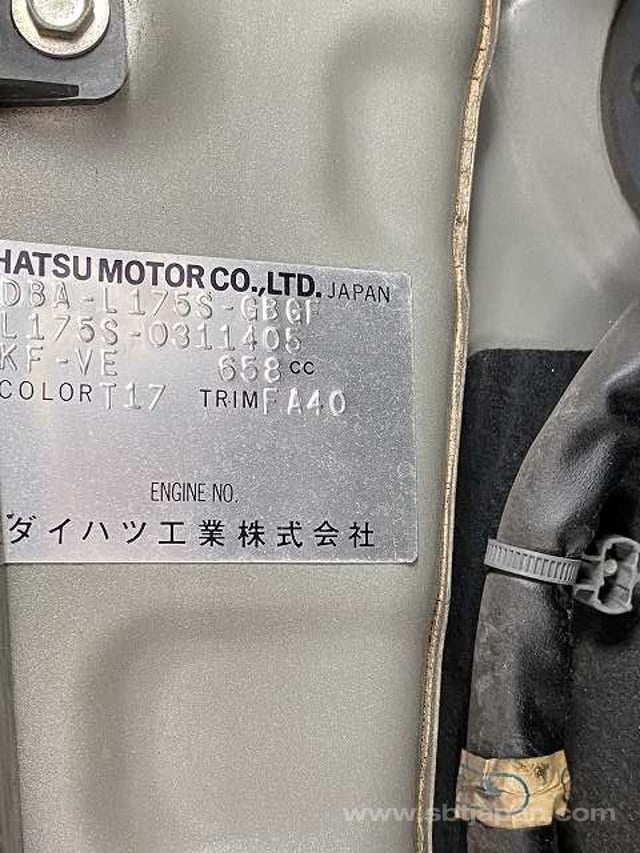 HATSU MOTOR CO.,LTD. JAPAN
DBA-L175S-GBGF
L175S-0311405
KF-VE 658 CC
COLOR T17 TRIM FA40
ENGINE NO.
ダイハツ工業株式会社
www.sbtjapan.com